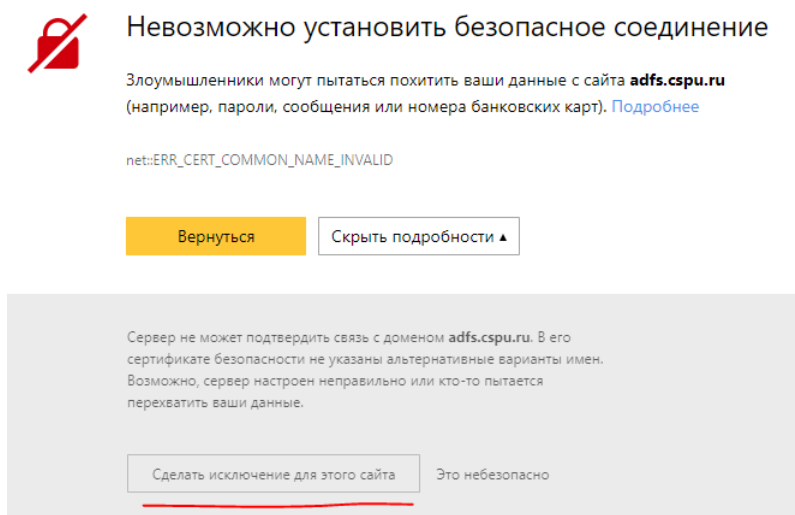 Невозможно установить безопасное соединение
Злоумышленники могут пытаться похитить ваши данные с сайта adfs.cspu.ru
(например, пароли, сообщения или номера банковских карт). Подробнее
net::ERR_CERT_COMMON_NAME_INVALID
Вернуться
Скрыть подробности ▴
Сервер не может подтвердить связь с доменом adfs.cspu.ru. В его
сертификате безопасности не указаны альтернативные варианты имен.
Возможно, сервер настроен неправильно или кто-то пытается
перехватить ваши данные.
Сделать исключение для этого сайта
Это небезопасно